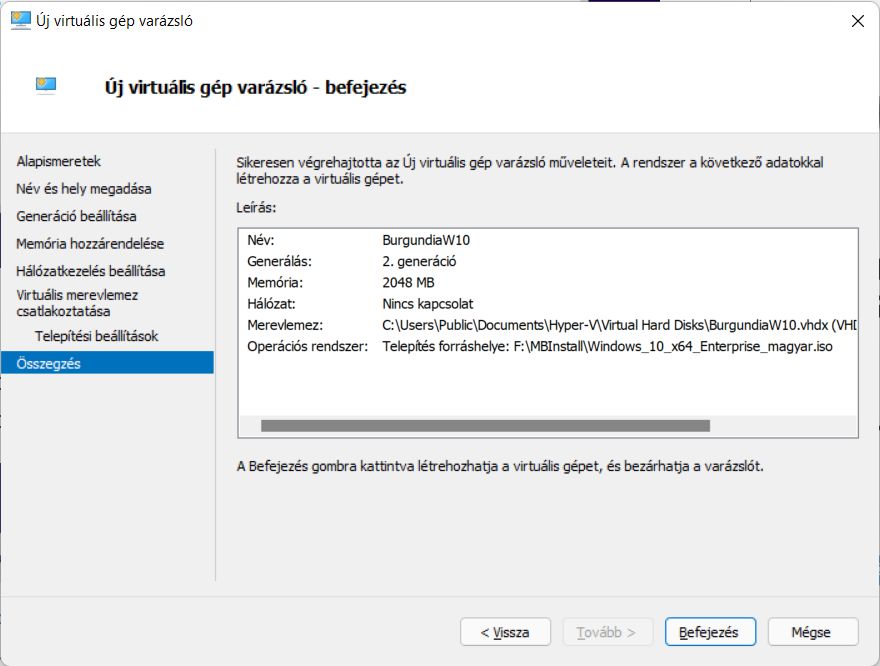 Új virtuális gép varázsló
Új virtuális gép varázsló - befejezés
Alapismeretek
Név és hely megadása
Generáció beállítása
Memória hozzárendelése
Hálózatkezelés beállítása
Virtuális merevlemez
csatlakoztatása
Telepítési beállítások
Összegzés
Sikeresen végrehajtotta az Új virtuális gép varázsló műveleteit. A rendszer a következő adatokkal
létrehozza a virtuális gépet.
Leírás:
Név: BurgundiaW10
Generálás: 2. generáció
Memória: 2048 MB
Hálózat: Nincs kapcsolat
Merevlemez: C:\Users\Public\Documents\Hyper-V\Virtual Hard Disks\BurgundiaW10.vhdx (VHD
Operációs rendszer: Telepítés forráshelye: F:\MBInstall\Windows_10_x64_Enterprise_magyar.iso
A Befejezés gombra kattintva létrehozhatja a virtuális gépet, és bezárhatja a varázslót.
< Vissza Tovább > Befejezés Mégse